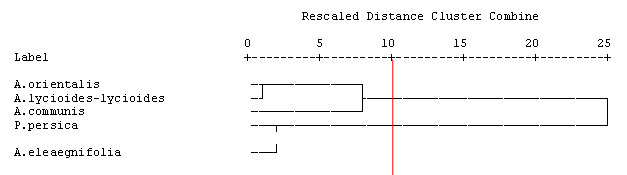 Rescaled Distance Cluster Combine
0 5 10 15 20 25
Label
A.orientalis
A.lycioides-lycioides
A.communis
P.persica
A.eleaegnifolia